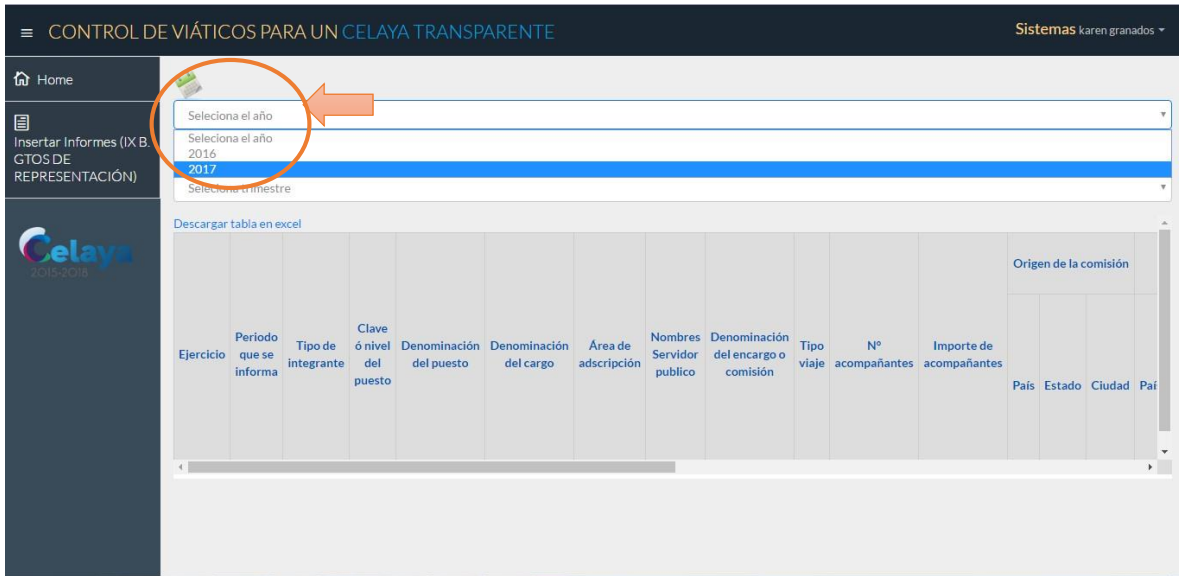 ≡ CONTROL DE VIÁTICOS PARA UN CELAYA TRANSPARENTE
Sistemas karen granados
Home
Insertar Informes (IX B.
GTOS DE
REPRESENTACIÓN)
Celaya
2015-2018
Seleciona el año
Seleciona el año
2016
2017
Seleciona trimestre
Descargar tabla en excel
Ejercicio
Periodo
que se
informa
Tipo de
integrante
Clave
ó nivel
del
puesto
Denominación
del puesto
Denominación
del cargo
Área de
adscripción
Nombres
Servidor
publico
Denominación
del encargo o
comisión
Tipo
viaje
Nº
acompañantes
Importe de
acompañantes
Origen de la comisión
País Estado Ciudad Paí